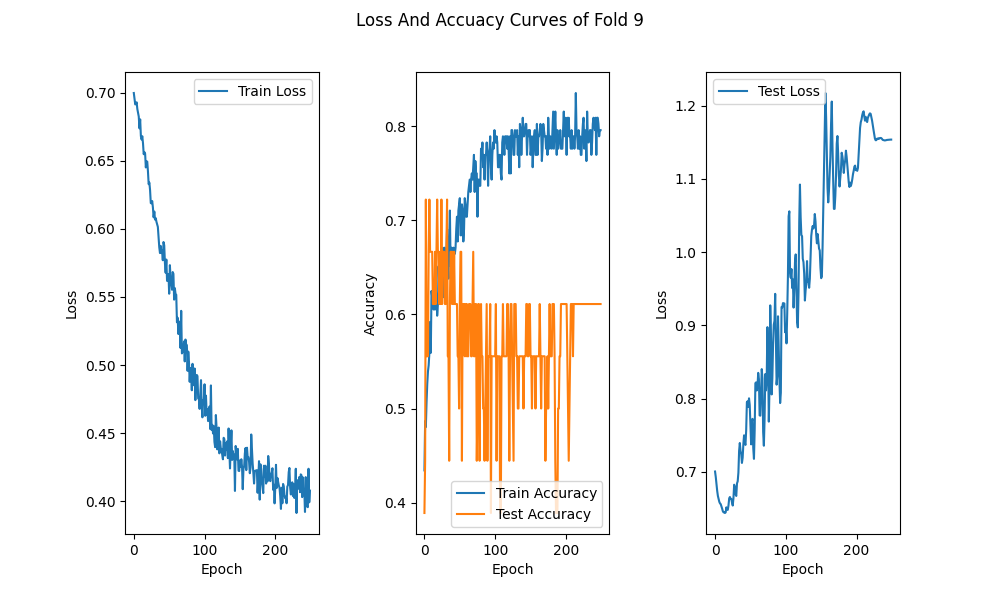 Loss And Accuacy Curves of Fold 9
Train Loss
0.70
0.65
0.60
0.55
0.50
0.45
0.40
Loss
0
100
200
Epoch
0.8
0.7
0.6
0.5
0.4
Accuracy
Train Accuracy
Test Accuracy
0
100
200
Epoch
Test Loss
1.2
1.1
1.0
0.9
0.8
0.7
Loss
0
100
200
Epoch